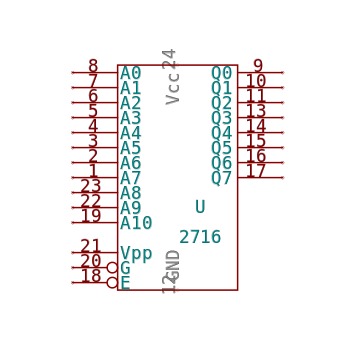 24
Vcc
8 A0 Q0 9
7 A1 Q1 10
6 A2 Q2 11
5 A3 Q3 13
4 A4 Q4 14
3 A5 Q5 15
2 A6 Q6 16
1 A7 Q7 17
23 A8
22 A9 U
19 A10
2716
21 Vpp
20 G
18 E
GND
12